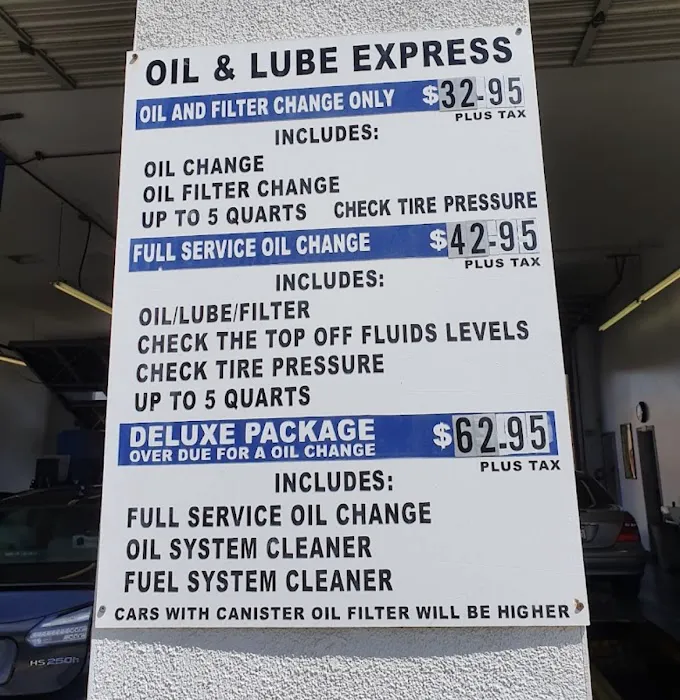 OIL & LUBE EXPRESS
OIL AND FILTER CHANGE ONLY $32.95
PLUS TAX
INCLUDES:
OIL CHANGE
OIL FILTER CHANGE
UP TO 5 QUARTS CHECK TIRE PRESSURE
FULL SERVICE OIL CHANGE $42.95
PLUS TAX
INCLUDES:
OIL/LUBE/FILTER
CHECK THE TOP OFF FLUIDS LEVELS
CHECK TIRE PRESSURE
UP TO 5 QUARTS
DELUXE PACKAGE $62.95
OVER DUE FOR A OIL CHANGE
PLUS TAX
INCLUDES:
FULL SERVICE OIL CHANGE
OIL SYSTEM CLEANER
FUEL SYSTEM CLEANER
CARS WITH CANISTER OIL FILTER WILL BE HIGHER
HS 250h